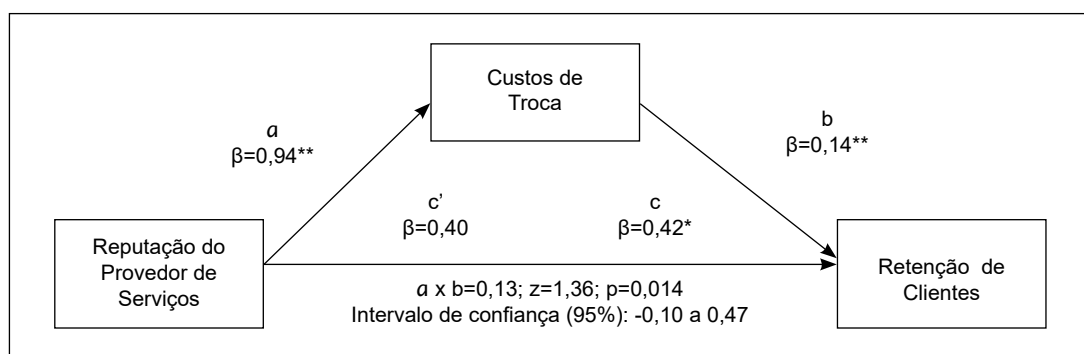 Custos de
Troca
a
β=0,94**
b
β=0,14**
c’
β=0,40
c
β=0,42*
Reputação do
Provedor de
Serviços
Retenção de
Clientes
a x b=0,13; z=1,36; p=0,014
Intervalo de confiança (95%): -0,10 a 0,47